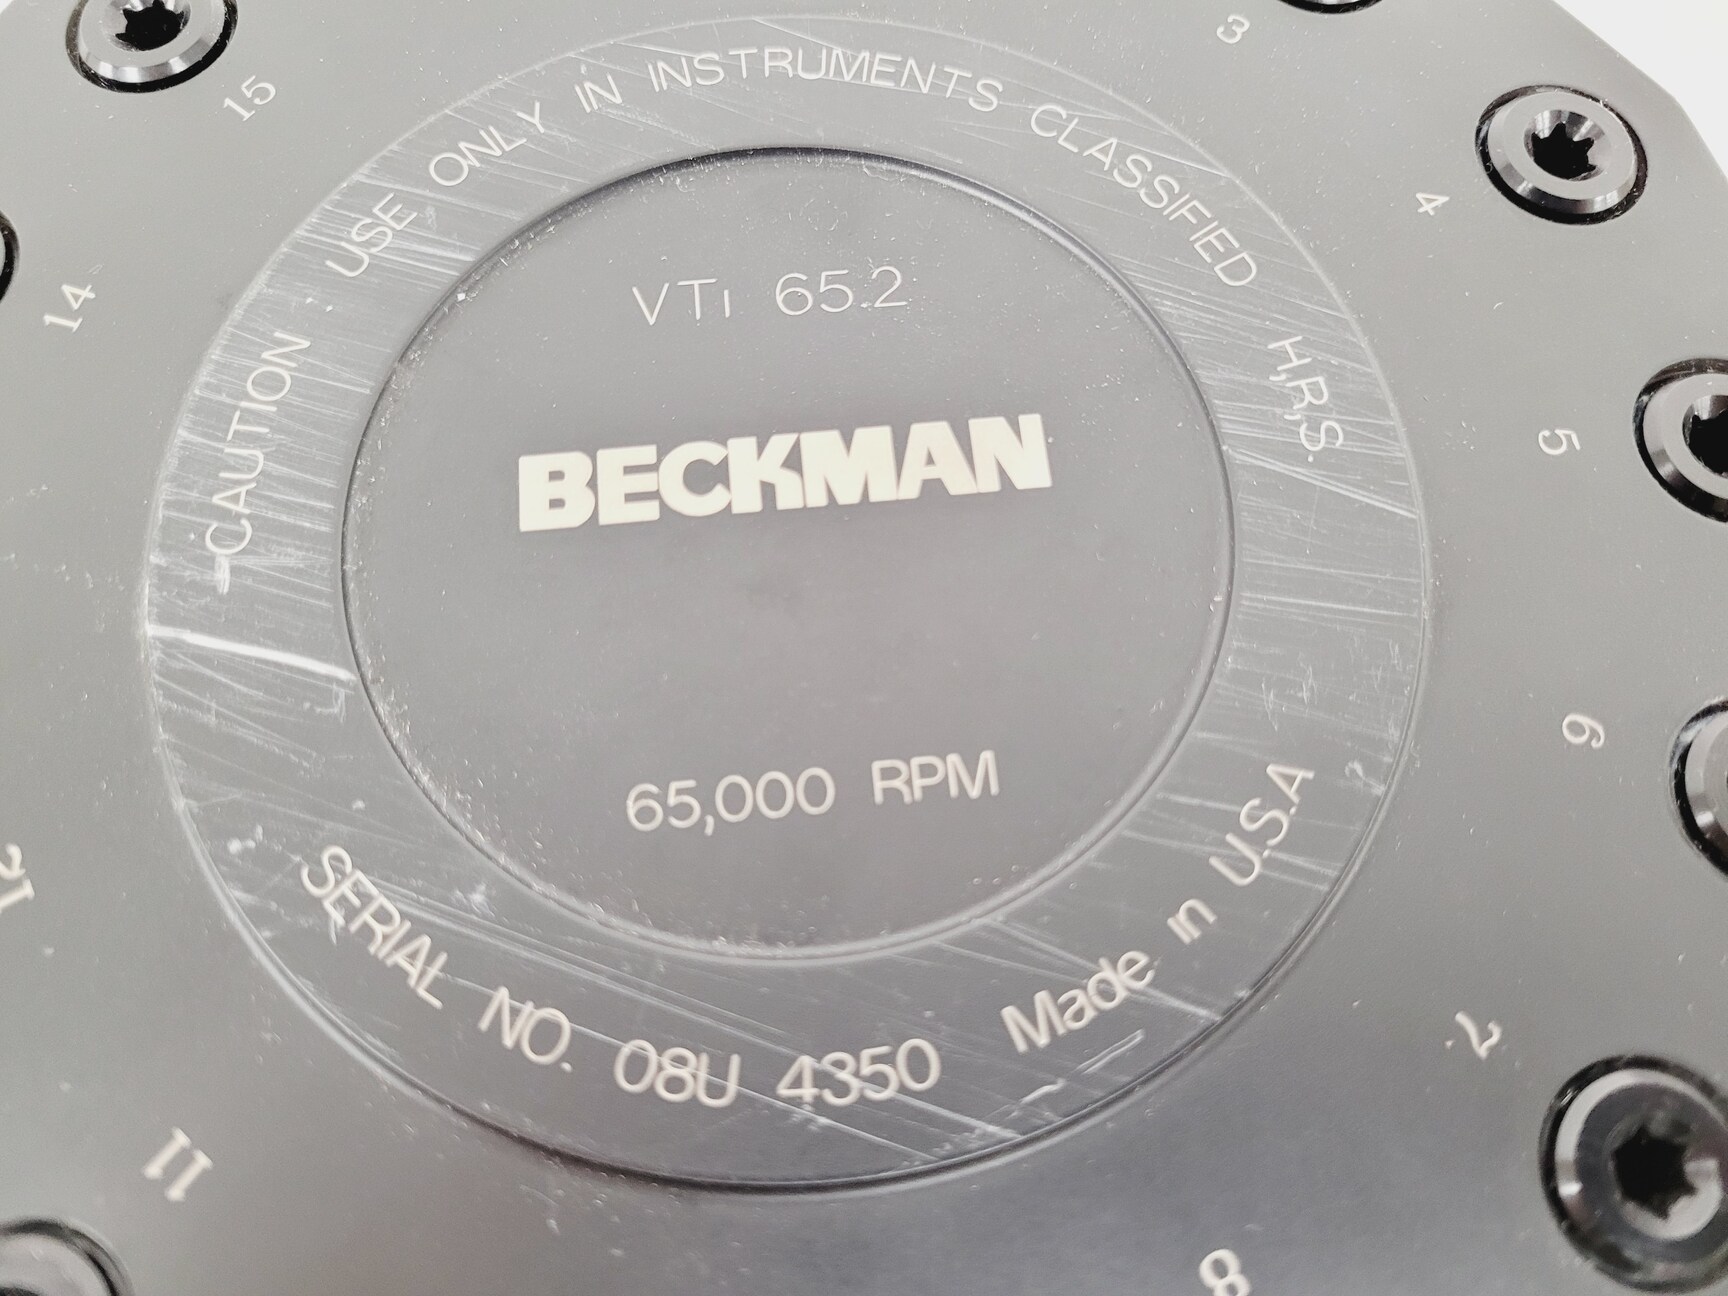 CAUTION USE ONLY IN INSTRUMENTS CLASSIFIED H,R,S.
VTi 65.2
BECKMAN
65,000 RPM
SERIAL NO. 08U 4350 Made in U.S.A
3
4
5
6
7
8
11
12
14
15